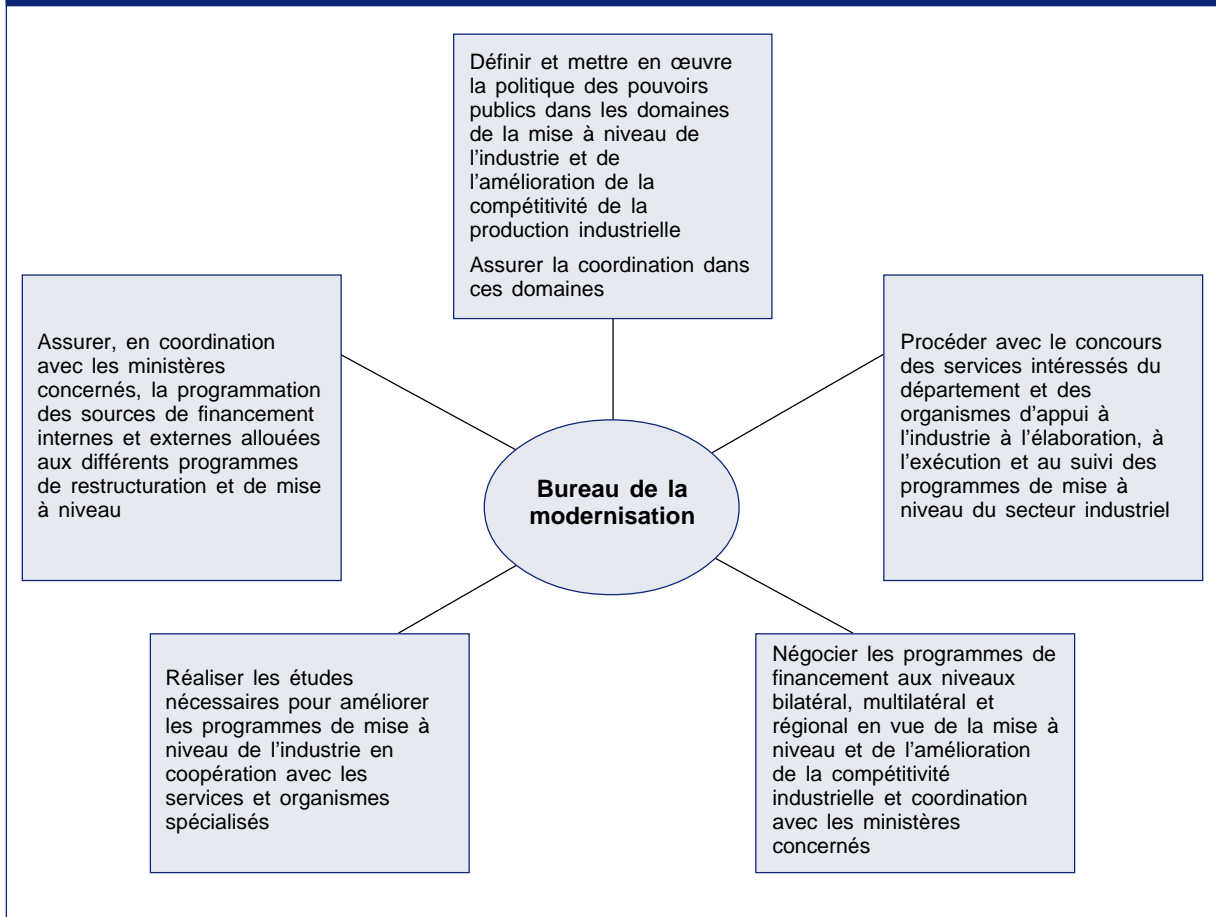 Définir et mettre en œuvre
la politique des pouvoirs
publics dans les domaines
de la mise à niveau de
l'industrie et de
l'amélioration de la
compétitivité de la
production industrielle
Assurer la coordination dans
ces domaines
Assurer, en coordination
avec les ministères
concernés, la programmation
des sources de financement
internes et externes allouées
aux différents programmes
de restructuration et de mise
à niveau
Procéder avec le concours
des services intéressés du
département et des
organismes d'appui à
l'industrie à l'élaboration, à
l'exécution et au suivi des
programmes de mise à
niveau du secteur industriel
Bureau de la
modernisation
Réaliser les études
nécessaires pour améliorer
les programmes de mise à
niveau de l'industrie en
coopération avec les
services et organismes
spécialisés
Négocier les programmes de
financement aux niveaux
bilatéral, multilatéral et
régional en vue de la mise à
niveau et de l'amélioration
de la compétitivité
industrielle et coordination
avec les ministères
concernés